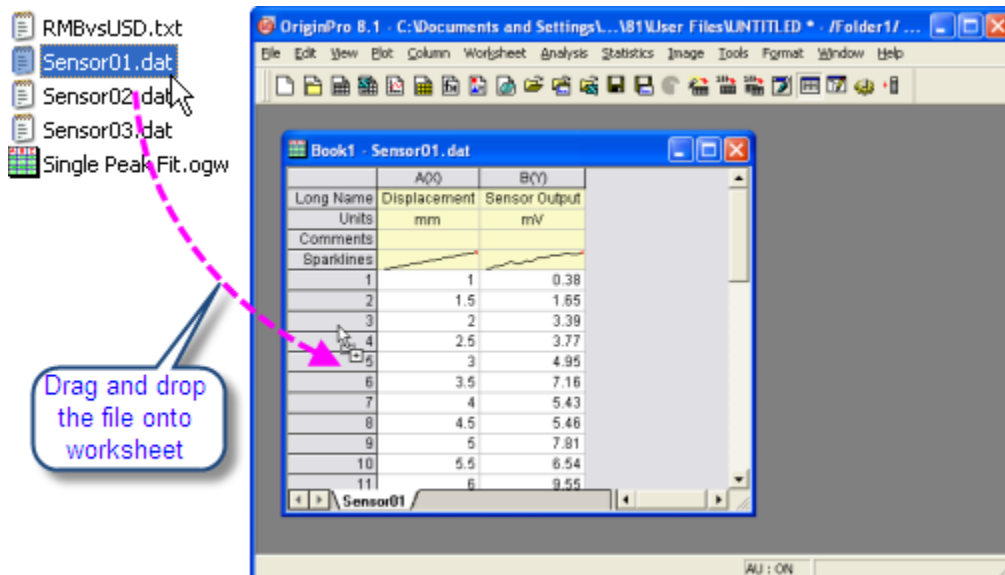 RMBvsUSD.txt
Sensor01.dat
Sensor02.dat
Sensor03.dat
Single Peak Fit.ogw
Drag and drop
the file onto
worksheet
OriginPro 8.1 - C:\Documents and Settings\...\81\User Files\UNTITLED * - /Folder1/ ...
File Edit View Plot Column Worksheet Analysis Statistics Image Tools Format Window Help
Book1 - Sensor01.dat
A(X) B(Y)
Long Name Displacement Sensor Output
Units mm mV
Comments
Sparklines
1 1 0.38
2 1.5 1.65
3 2 3.39
4 2.5 3.77
5 3 4.95
6 3.5 7.16
7 4 5.43
8 4.5 5.46
9 5 7.81
10 5.5 6.54
11 6 9.55
Sensor01
AU : ON